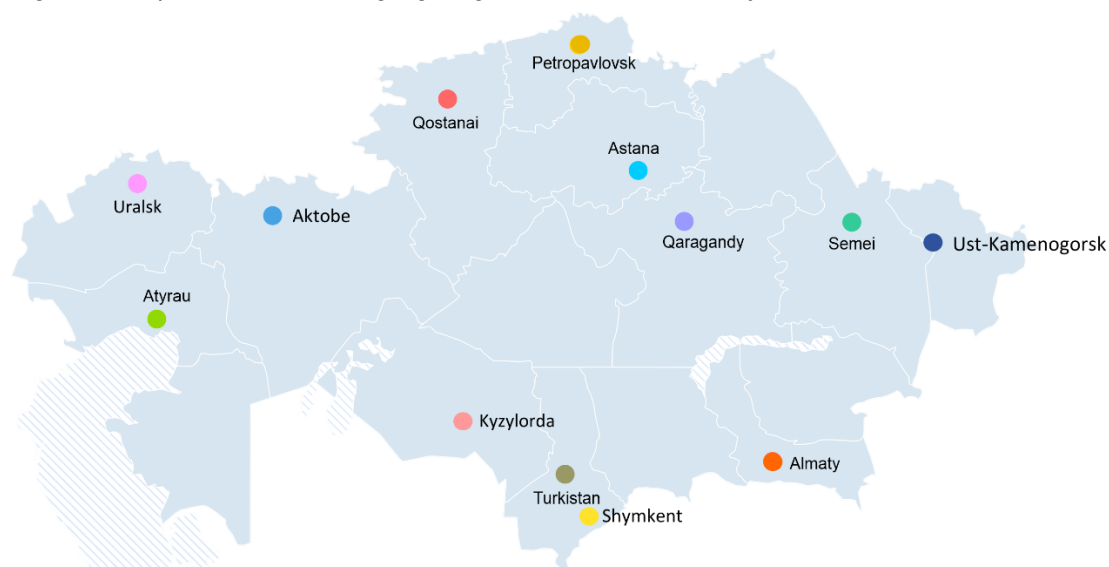 Petropavlovsk
Qostanai
Astana
Uralsk
Aktobe
Qaragandy
Semei
Ust-Kamenogorsk
Atyrau
Kyzylorda
Almaty
Turkistan
Shymkent